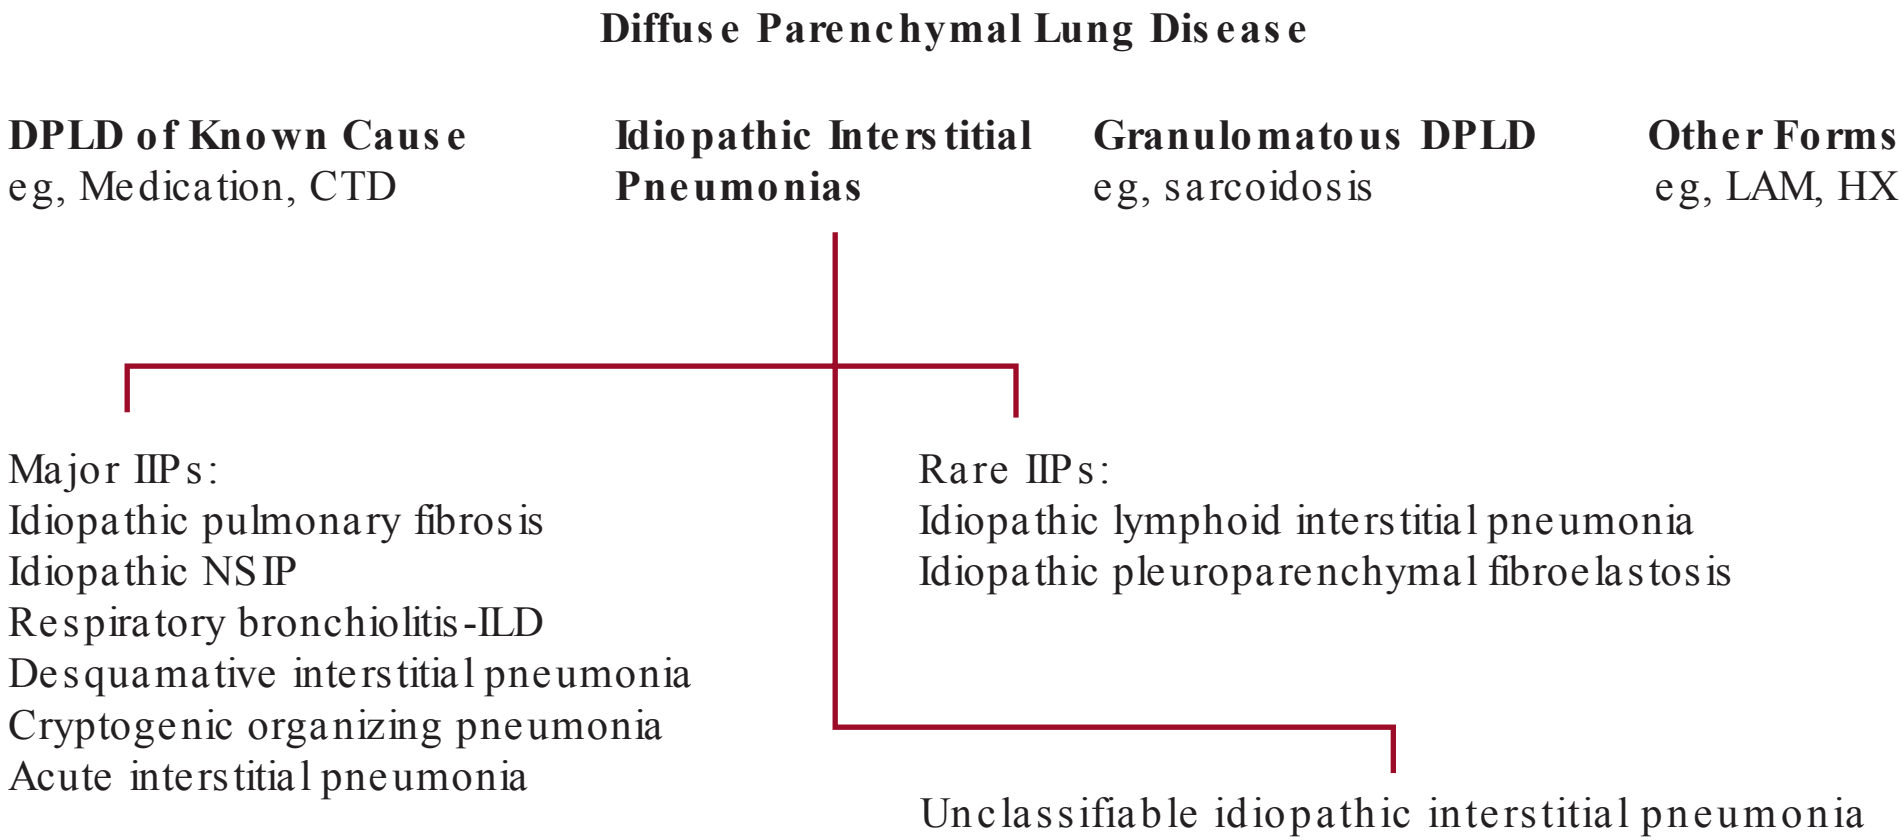 Diffuse Parenchymal Lung Disease
DPLD of Known Cause
eg, Medication, CTD
Idiopathic Interstitial
Pneumonias
Granulomatous DPLD
eg, sarcoidosis
Other Forms
eg, LAM, HX
Major IIPs:
Idiopathic pulmonary fibrosis
Idiopathic NSIP
Respiratory bronchiolitis-ILD
Desquamative interstitial pneumonia
Cryptogenic organizing pneumonia
Acute interstitial pneumonia
Rare IIPs:
Idiopathic lymphoid interstitial pneumonia
Idiopathic pleuroparenchymal fibroelastosis
Unclassifiable idiopathic interstitial pneumonia